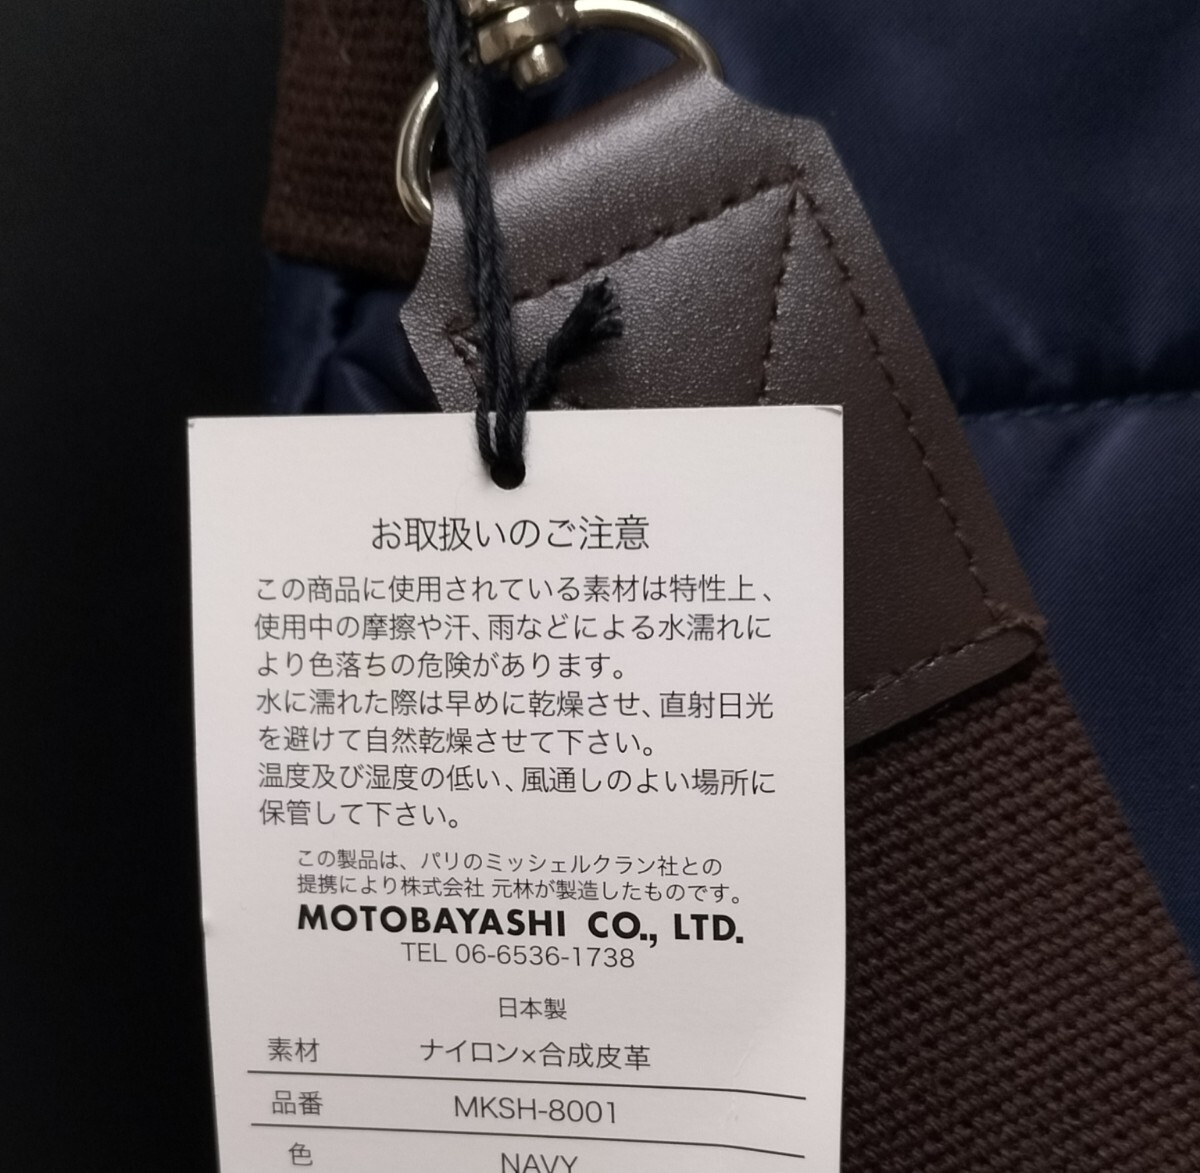 お取扱いのご注意
この商品に使用されている素材は特性上、
使用中の摩擦や汗、雨などによる水濡れに
より色落ちの危険があります。
水に濡れた際は早めに乾燥させ、直射日光
を避けて自然乾燥させて下さい。
温度及び湿度の低い、風通しのよい場所に
保管して下さい。
この製品は、パリのミッシェルクラン社との
提携により株式会社 元林が製造したものです。
MOTOBAYASHI CO., LTD.
TEL 06-6536-1738
日本製
素材 ナイロン×合成皮革
品番 MKSH-8001
色 NAVY